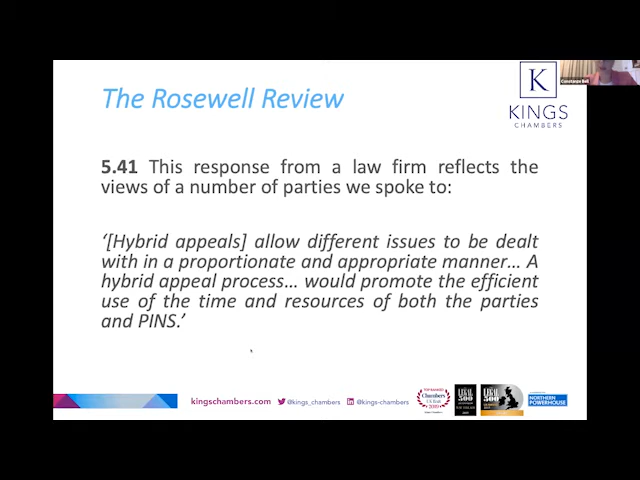 The Rosewell Review
K
KINGS
CHAMBERS
Constanze Bell
5.41 This response from a law firm reflects the
views of a number of parties we spoke to:
‘[Hybrid appeals] allow different issues to be dealt
with in a proportionate and appropriate manner… A
hybrid appeal process… would promote the efficient
use of the time and resources of both the parties
and PINS.’
kingschambers.com @kings_chambers @kings-chambers
Chambers
NORTHERN
POWERHOUSE